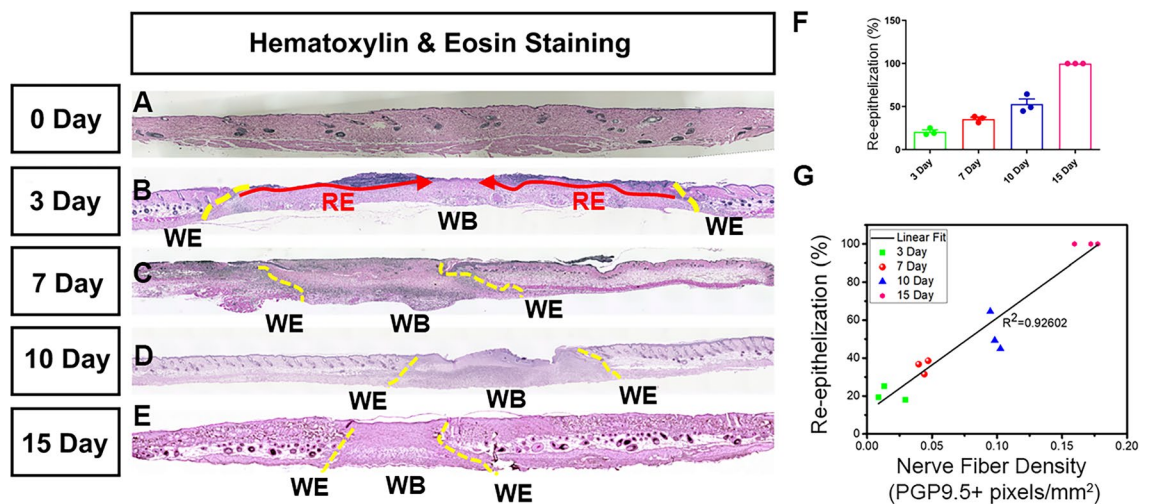 Hematoxylin & Eosin Staining
0 Day
A
3 Day
B
RE
RE
WE
WB
WE
7 Day
C
WE
WB
WE
10 Day
D
WE
WB
WE
15 Day
E
WE
WB
WE
F
Re-epithelization (%)
150
100
50
0
3 Day
7 Day
10 Day
15 Day
G
Re-epithelization (%)
100
80
60
40
20
0
Linear Fit
3 Day
7 Day
10 Day
15 Day
R²=0.92602
0.00 0.05 0.10 0.15 0.20
Nerve Fiber Density
(PGP9.5+ pixels/mm²)